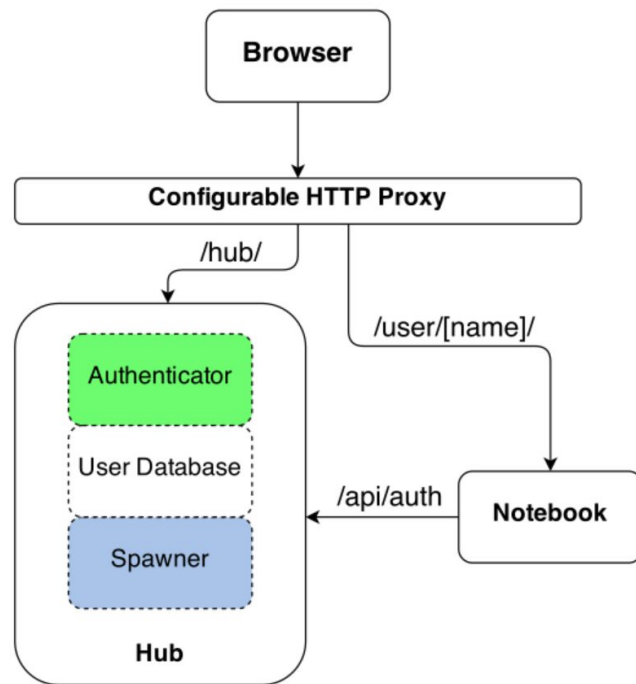 Browser
Configurable HTTP Proxy
/hub/
/user/[name]/
Authenticator
User Database
Spawner
/api/auth
Notebook
Hub